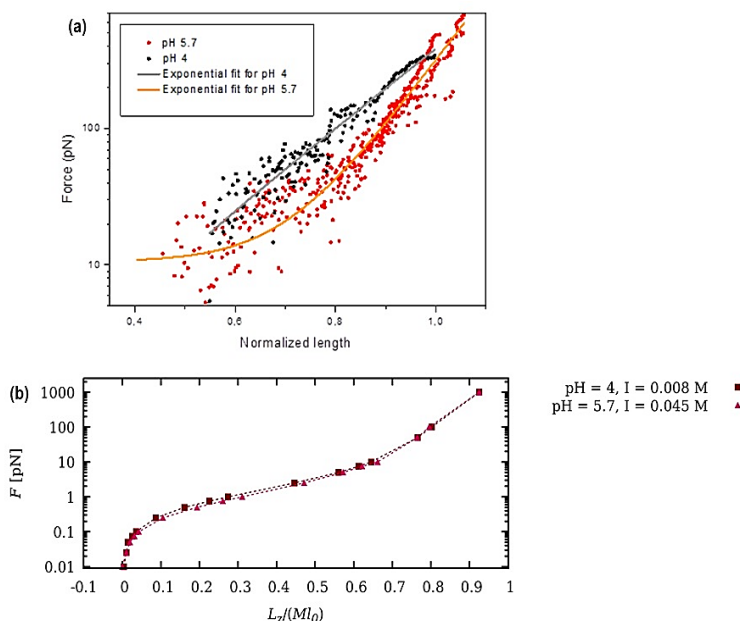 (a)
pH 5.7
pH 4
Exponential fit for pH 4
Exponential fit for pH 5.7
Force (pN)
100
10
0,4 0,6 0,8 1,0
Normalized length
(b)
pH = 4, I = 0.008 M
pH = 5.7, I = 0.045 M
F [pN]
1000
100
10
1
0.1
0.01
-0.1 0 0.1 0.2 0.3 0.4 0.5 0.6 0.7 0.8 0.9 1
Lz/(Ml0)